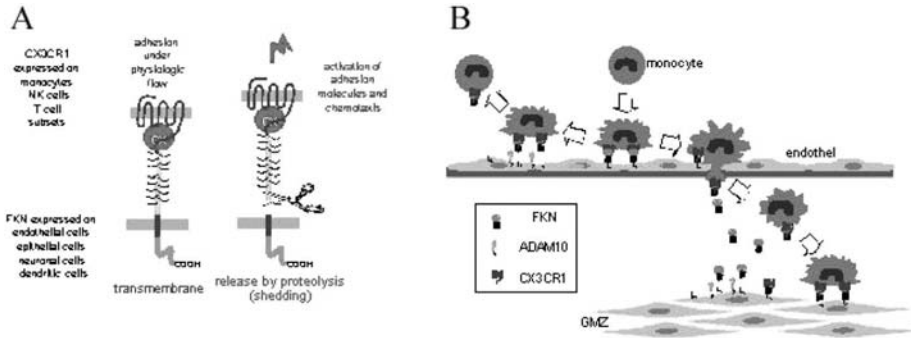 A
CX3CR1
expressed on
monocytes
NK cells
T cell
subsets
adhesion
under
physiologic
flow
activation of
adhesion
molecules and
chemotaxis
FKN expressed on
endothelial cells
epithelial cells
neuronal cells
dendritic cells
COOH
transmembrane
COOH
release by proteolysis
(shedding)
B
monocyte
endothel
FKN
ADAM10
CX3CR1
GMZ